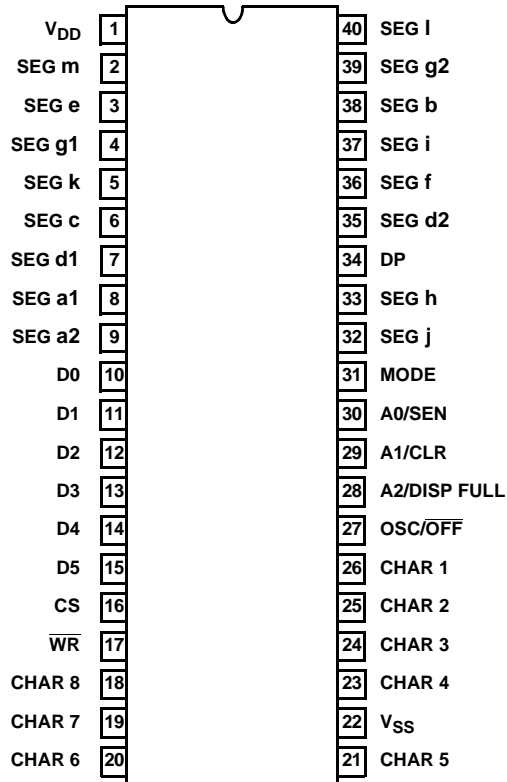 V_DD 1 40 SEG l
SEG m 2 39 SEG g2
SEG e 3 38 SEG b
SEG g1 4 37 SEG i
SEG k 5 36 SEG f
SEG c 6 35 SEG d2
SEG d1 7 34 DP
SEG a1 8 33 SEG h
SEG a2 9 32 SEG j
D0 10 31 MODE
D1 11 30 A0/SEN
D2 12 29 A1/CLR
D3 13 28 A2/DISP FULL
D4 14 27 OSC/O̅F̅F̅
D5 15 26 CHAR 1
CS 16 25 CHAR 2
W̅R̅ 17 24 CHAR 3
CHAR 8 18 23 CHAR 4
CHAR 7 19 22 V_SS
CHAR 6 20 21 CHAR 5